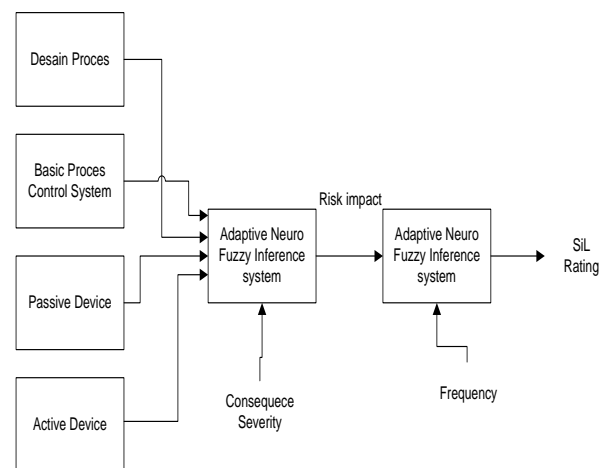 Desain Proces
Basic Proces
Control System
Passive Device
Active Device
Adaptive Neuro
Fuzzy Inference
system
Consequece
Severity
Risk impact
Adaptive Neuro
Fuzzy Inference
system
Frequency
SiL
Rating